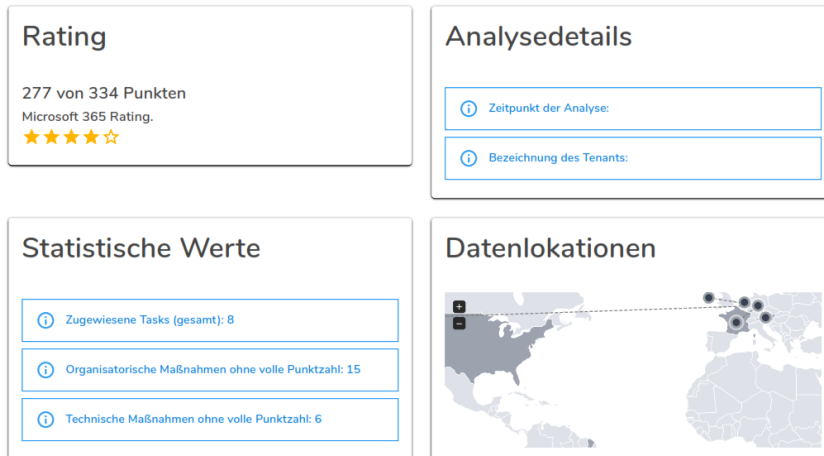 Rating
277 von 334 Punkten
Microsoft 365 Rating.
Analysedetails
Zeitpunkt der Analyse:
Bezeichnung des Tenants:
Statistische Werte
Zugewiesene Tasks (gesamt): 8
Organisatorische Maßnahmen ohne volle Punktzahl: 15
Technische Maßnahmen ohne volle Punktzahl: 6
Datenlokationen
+
−